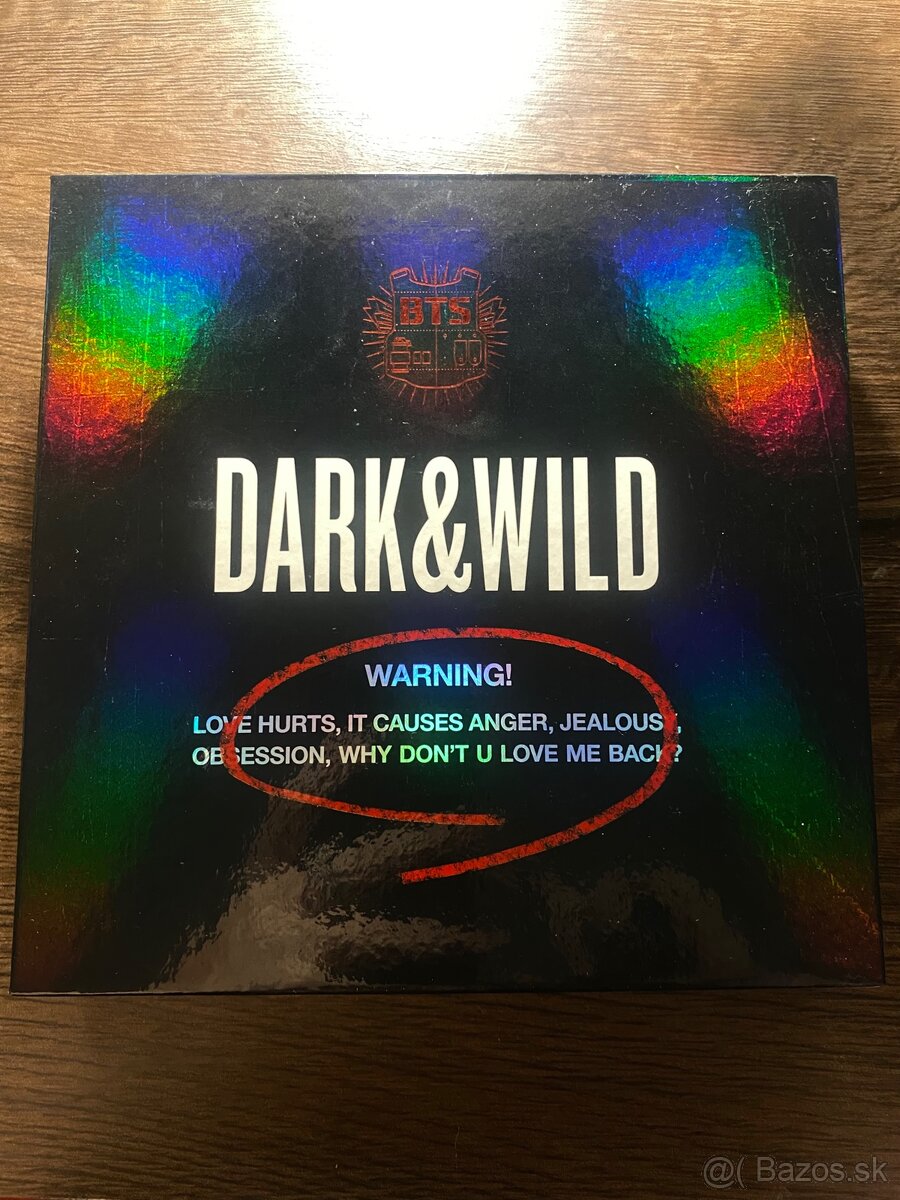 BTS
DARK&WILD
WARNING!
LOVE HURTS, IT CAUSES ANGER, JEALOUSY,
OBSESSION, WHY DON'T U LOVE ME BACK?
@( Bazos.sk